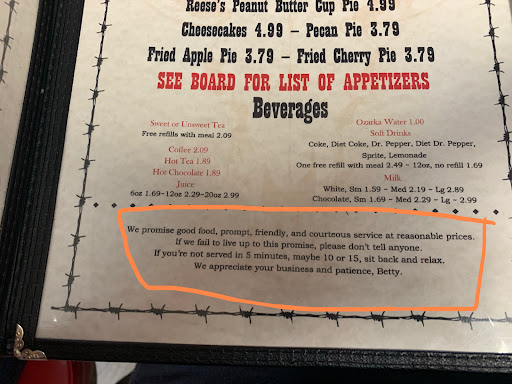 Reese's Peanut Butter Cup Pie 4.99
Cheesecakes 4.99 – Pecan Pie 3.79
Fried Apple Pie 3.79 – Fried Cherry Pie 3.79
SEE BOARD FOR LIST OF APPETIZERS
Beverages
Sweet or Unsweet Tea
Free refills with meal 2.09
Coffee 2.09
Hot Tea 1.89
Hot Chocolate 1.89
Juice
6oz 1.69–12oz 2.29–20oz 2.99
Ozarka Water 1.00
Soft Drinks
Coke, Diet Coke, Dr. Pepper, Diet Dr. Pepper,
Sprite, Lemonade
One free refill with meal 2.49 - 12oz, no refill 1.69
Milk
White, Sm 1.59 - Med 2.19 - Lg 2.89
Chocolate, Sm 1.69 - Med 2.29 - Lg - 2.99
We promise good food, prompt, friendly, and courteous service at reasonable prices.
If we fail to live up to this promise, please don't tell anyone.
If you're not served in 5 minutes, maybe 10 or 15, sit back and relax.
We appreciate your business and patience, Betty.